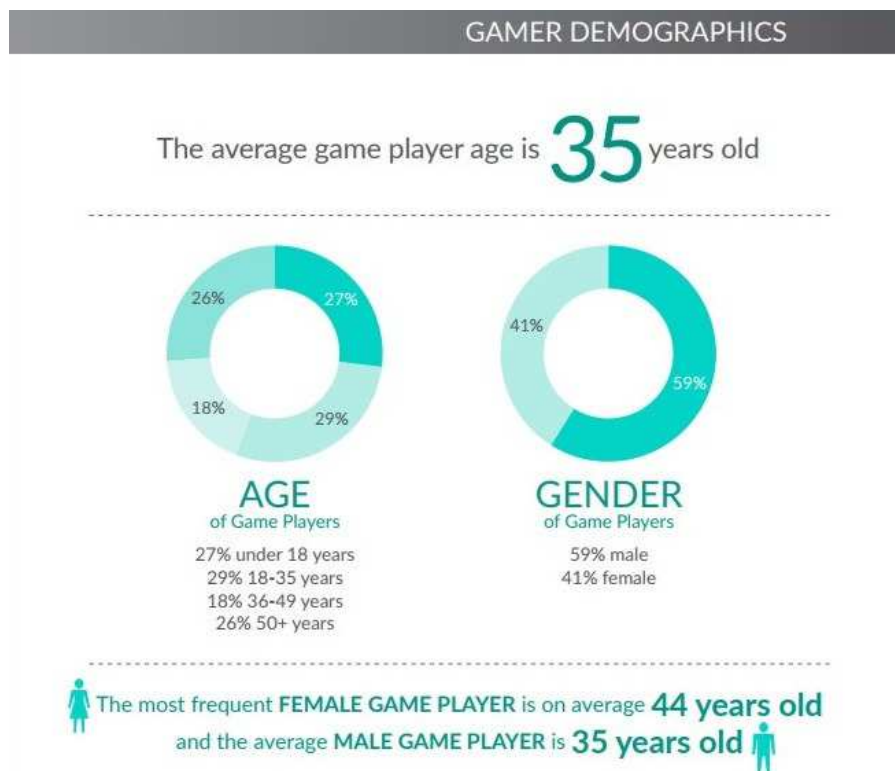 GAMER DEMOGRAPHICS
The average game player age is 35 years old
26%
27%
18%
29%
41%
59%
AGE
of Game Players
27% under 18 years
29% 18-35 years
18% 36-49 years
26% 50+ years
GENDER
of Game Players
59% male
41% female
The most frequent FEMALE GAME PLAYER is on average 44 years old
and the average MALE GAME PLAYER is 35 years old